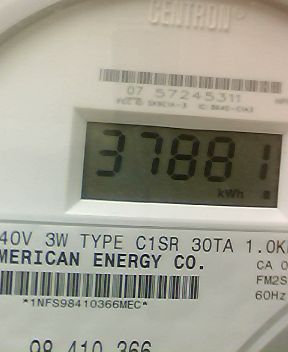 CENTRON®
07 57245311
37881
kWh
40V 3W TYPE C1SR 30TA 1.0K
MERICAN ENERGY CO.
CA 0
FM2S
60Hz
*1NFS98410366MEC*
98 410 366